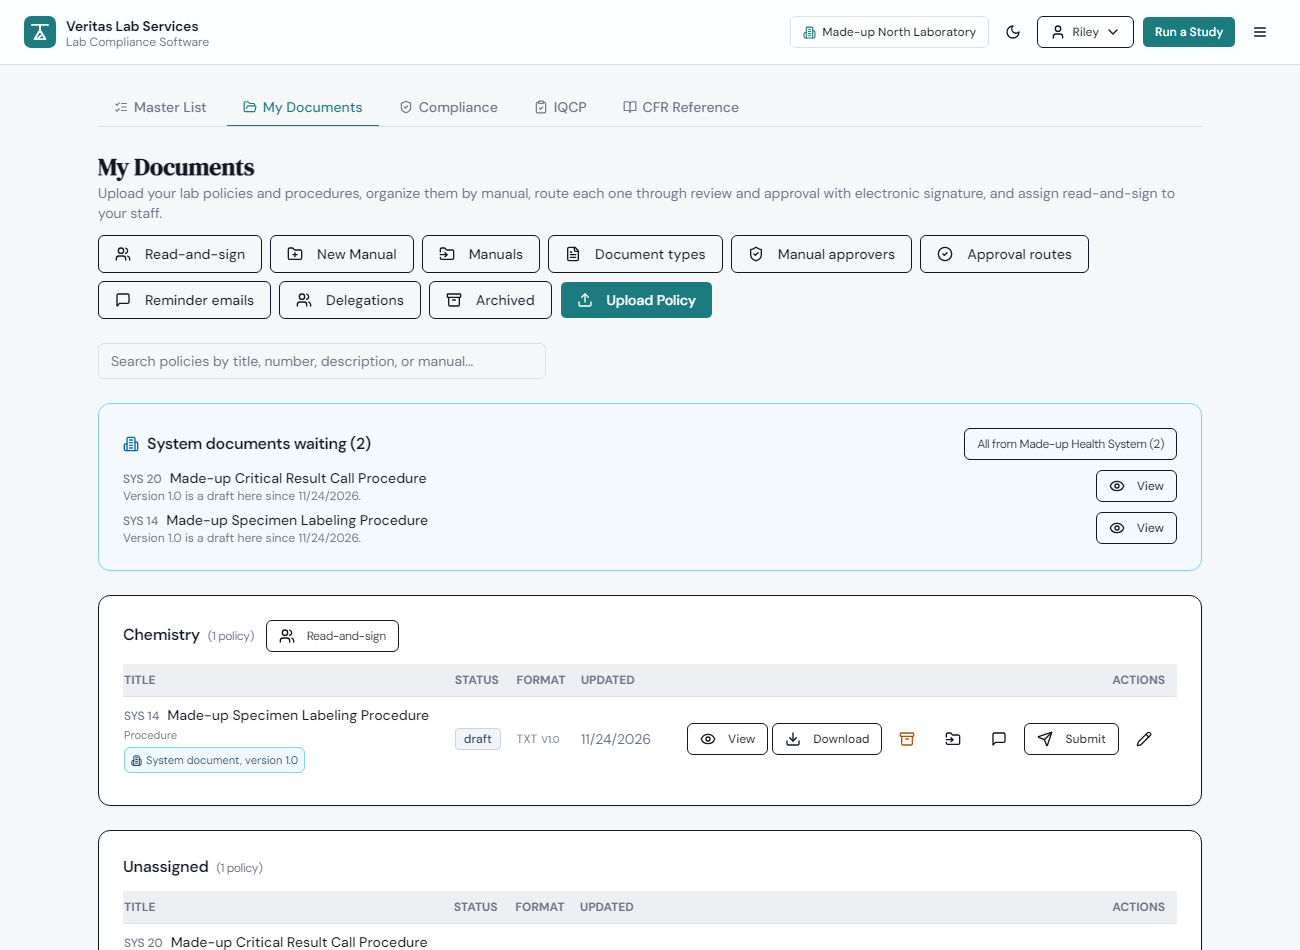 Veritas Lab Services
Lab Compliance Software
Made-up North Laboratory
Riley
Run a Study
Master List
My Documents
Compliance
IQCP
CFR Reference
My Documents
Upload your lab policies and procedures, organize them by manual, route each one through review and approval with electronic signature, and assign read-and-sign to
your staff.
Read-and-sign
New Manual
Manuals
Document types
Manual approvers
Approval routes
Reminder emails
Delegations
Archived
Upload Policy
Search policies by title, number, description, or manual...
System documents waiting (2)
All from Made-up Health System (2)
SYS 20 Made-up Critical Result Call Procedure
Version 1.0 is a draft here since 11/24/2026.
View
SYS 14 Made-up Specimen Labeling Procedure
Version 1.0 is a draft here since 11/24/2026.
View
Chemistry (1 policy) Read-and-sign
TITLE STATUS FORMAT UPDATED ACTIONS
SYS 14 Made-up Specimen Labeling Procedure
Procedure
System document, version 1.0
draft TXT V1.0 11/24/2026 View Download Submit
Unassigned (1 policy)
TITLE STATUS FORMAT UPDATED ACTIONS
SYS 20 Made-up Critical Result Call Procedure